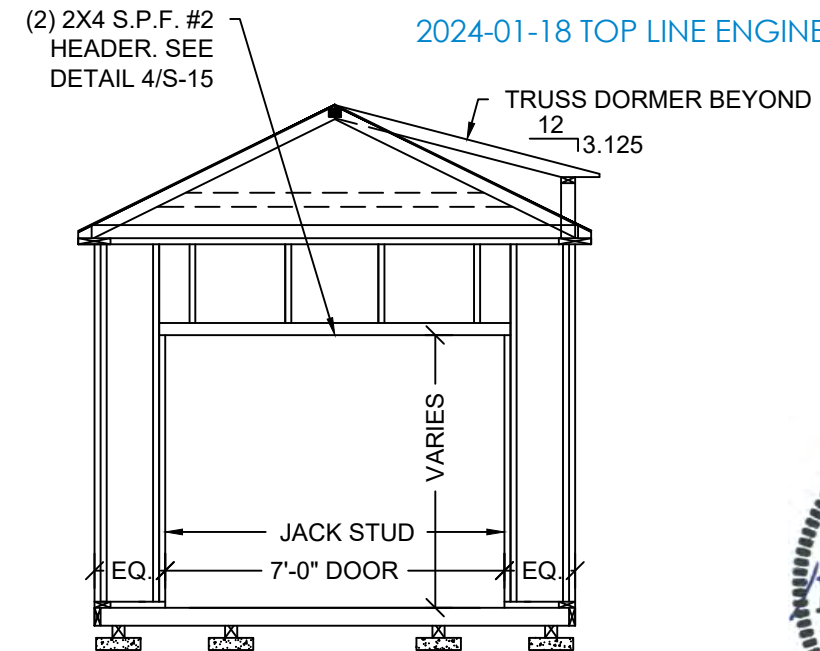 (2) 2X4 S.P.F. #2
HEADER. SEE
DETAIL 4/S-15
2024-01-18 TOP LINE ENGINE
TRUSS DORMER BEYOND
12
3.125
VARIES
JACK STUD
EQ.
7'-0" DOOR
EQ.